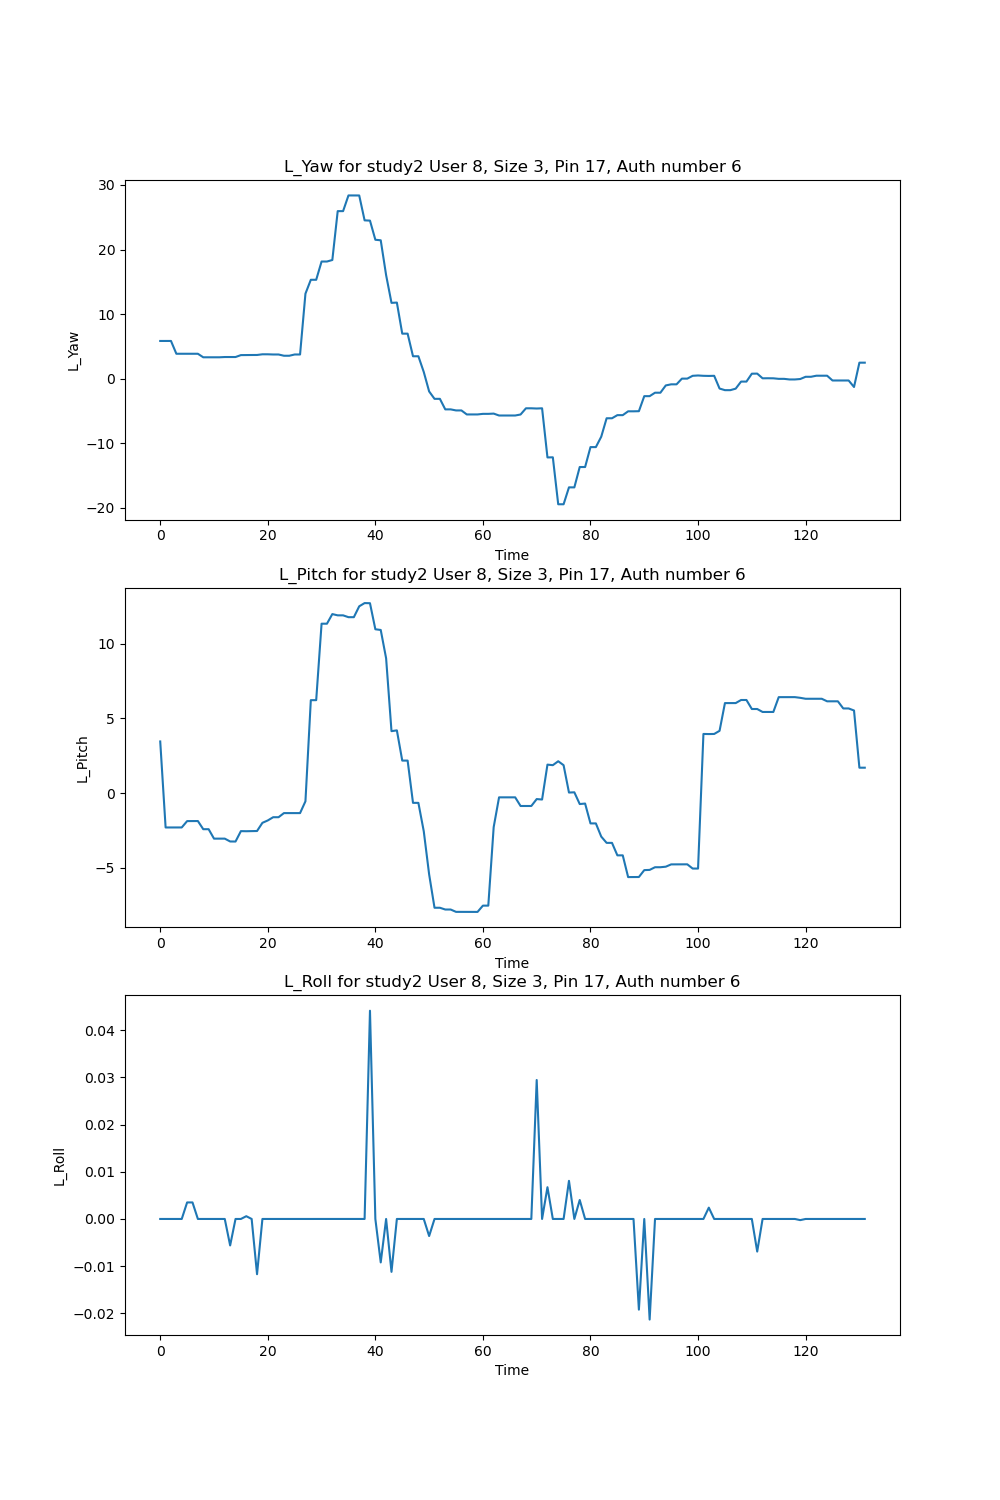 L_Yaw for study2 User 8, Size 3, Pin 17, Auth number 6
30
20
10
0
−10
−20
L_Yaw
0 20 40 60 80 100 120
Time
L_Pitch for study2 User 8, Size 3, Pin 17, Auth number 6
10
5
0
−5
L_Pitch
0 20 40 60 80 100 120
Time
L_Roll for study2 User 8, Size 3, Pin 17, Auth number 6
0.04
0.03
0.02
0.01
0.00
−0.01
−0.02
L_Roll
0 20 40 60 80 100 120
Time